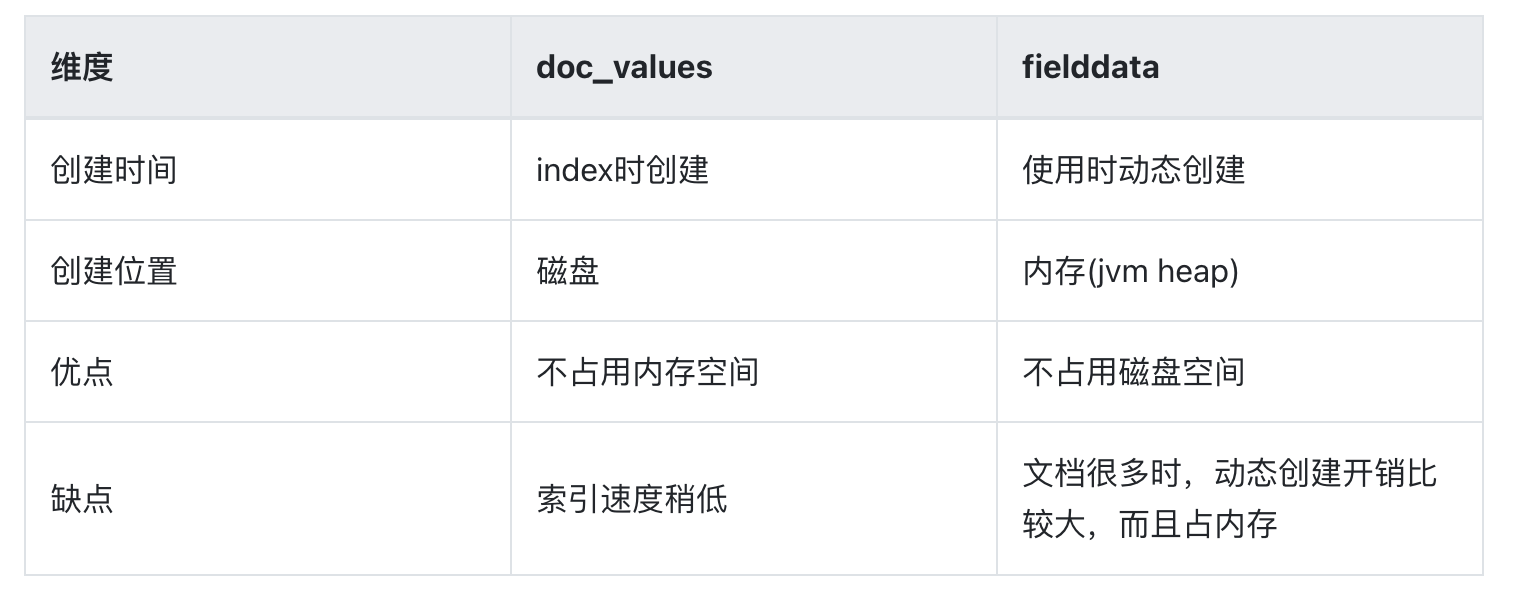 维度 doc_values fielddata
创建时间 index时创建 使用时动态创建
创建位置 磁盘 内存(jvm heap)
优点 不占用内存空间 不占用磁盘空间
缺点 索引速度稍低 文档很多时，动态创建开销比
较大，而且占内存